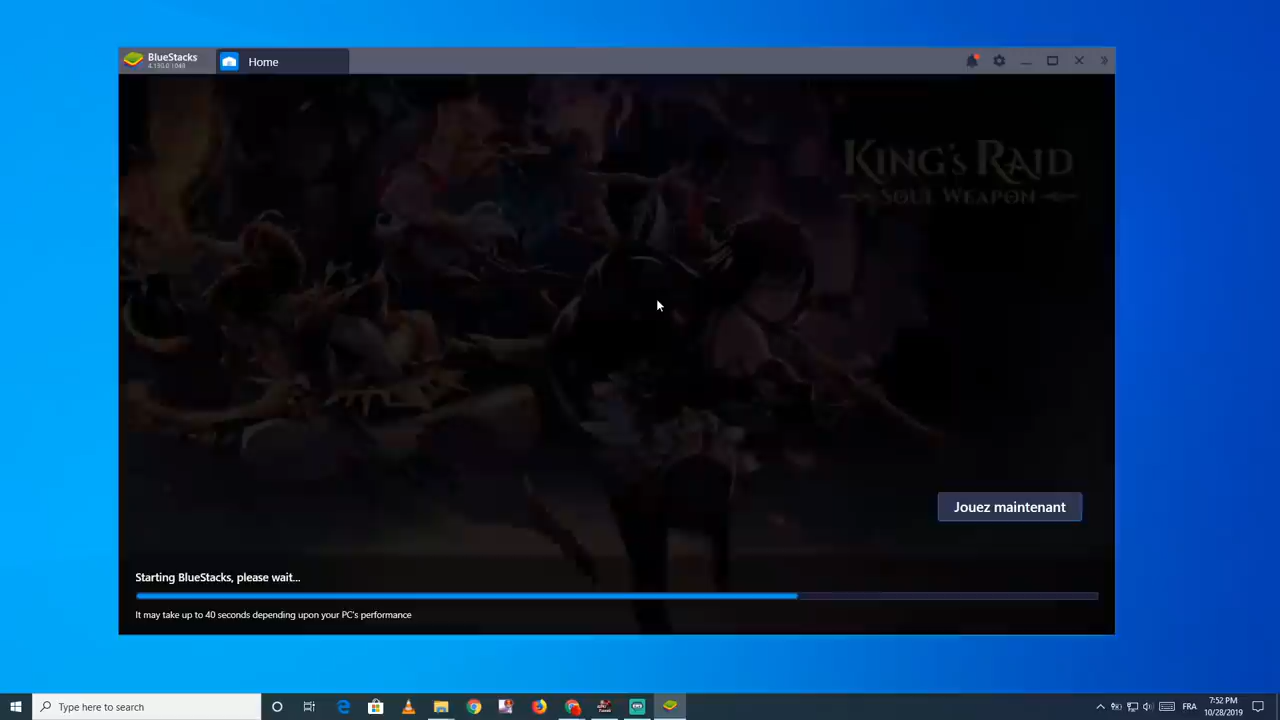 BlueStacks
Home
KING'S RAID
SOUL WEAPON
Jouez maintenant
Starting BlueStacks, please wait...
It may take up to 40 seconds depending upon your PC's performance
Type here to search
FRA
7:52 PM
10/28/2019